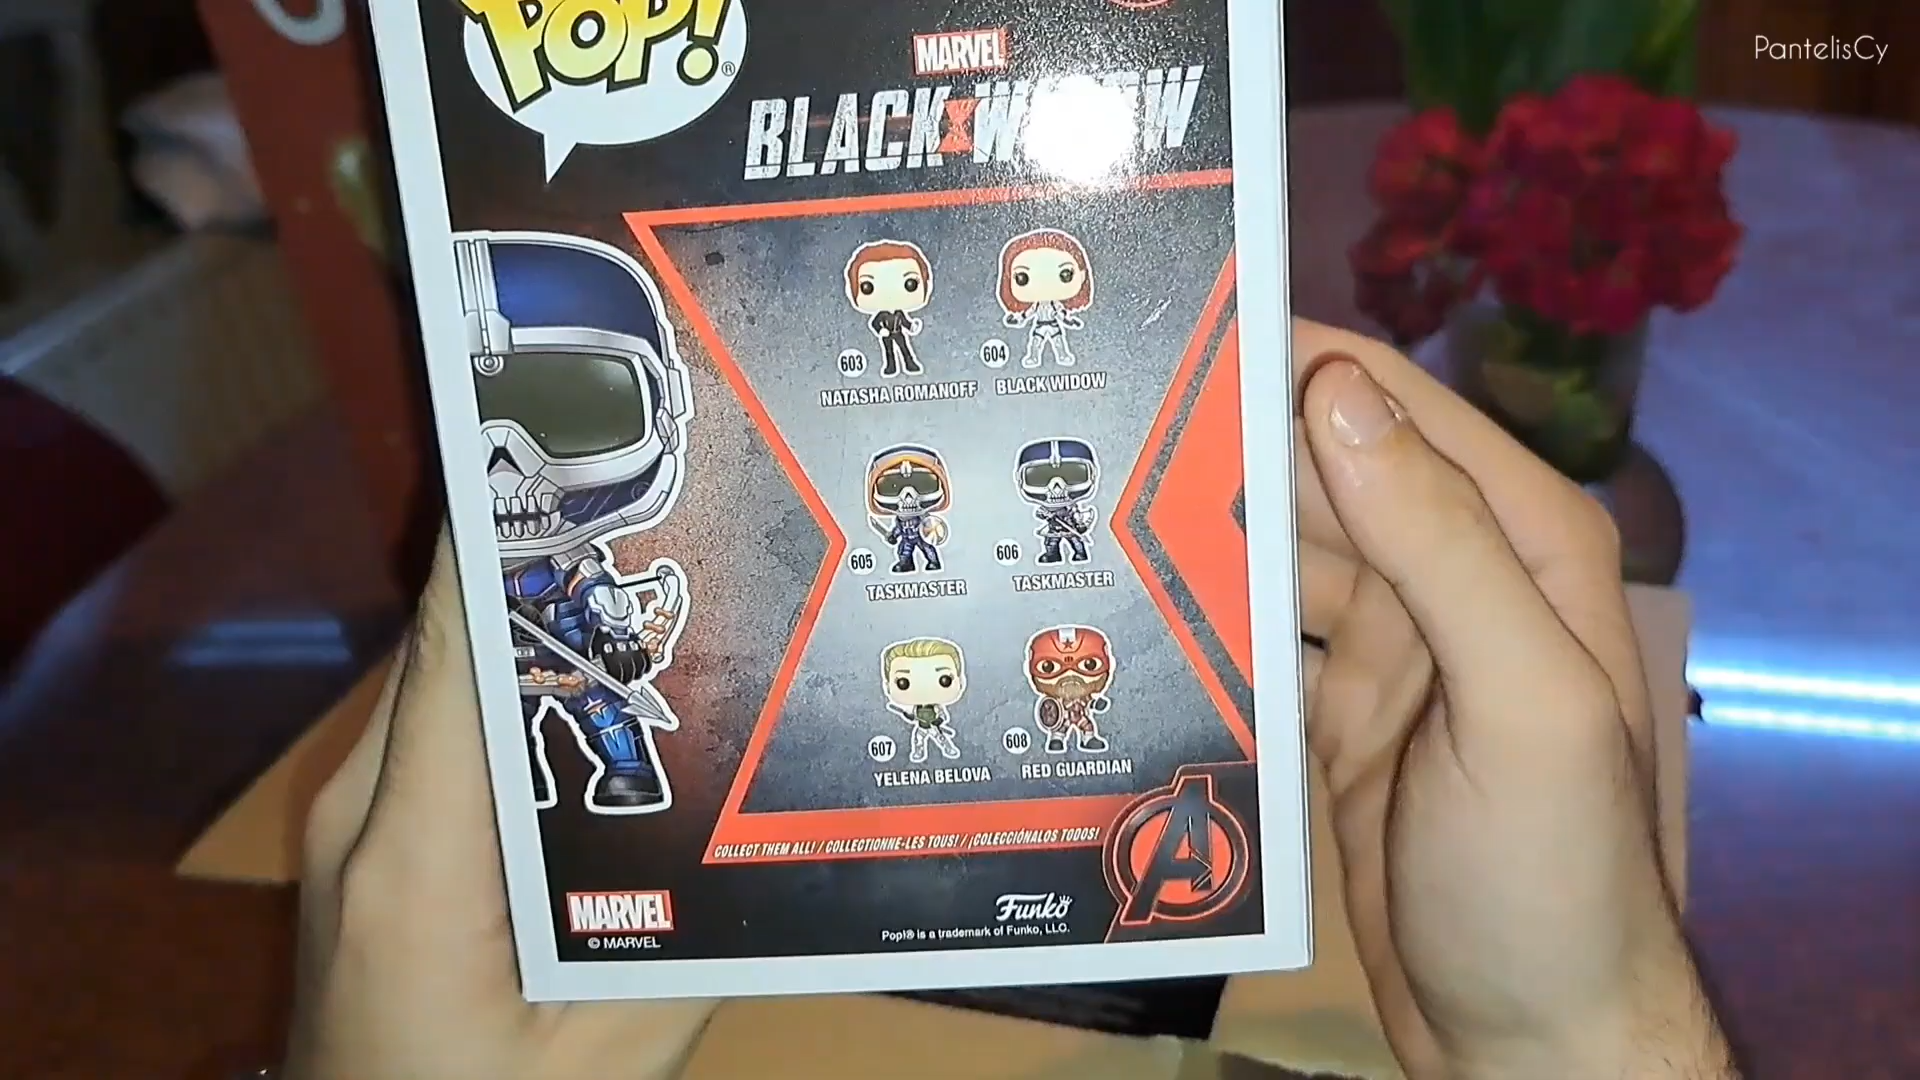 PantelisCy
POP!®
MARVEL
BLACK WIDOW
603
NATASHA ROMANOFF
604
BLACK WIDOW
605
TASKMASTER
606
TASKMASTER
607
YELENA BELOVA
608
RED GUARDIAN
COLLECT THEM ALL! / COLLECTIONNE-LES TOUS! / ¡COLECCIÓNALOS TODOS!
MARVEL
© MARVEL
Funko
Pop!® is a trademark of Funko, LLC.